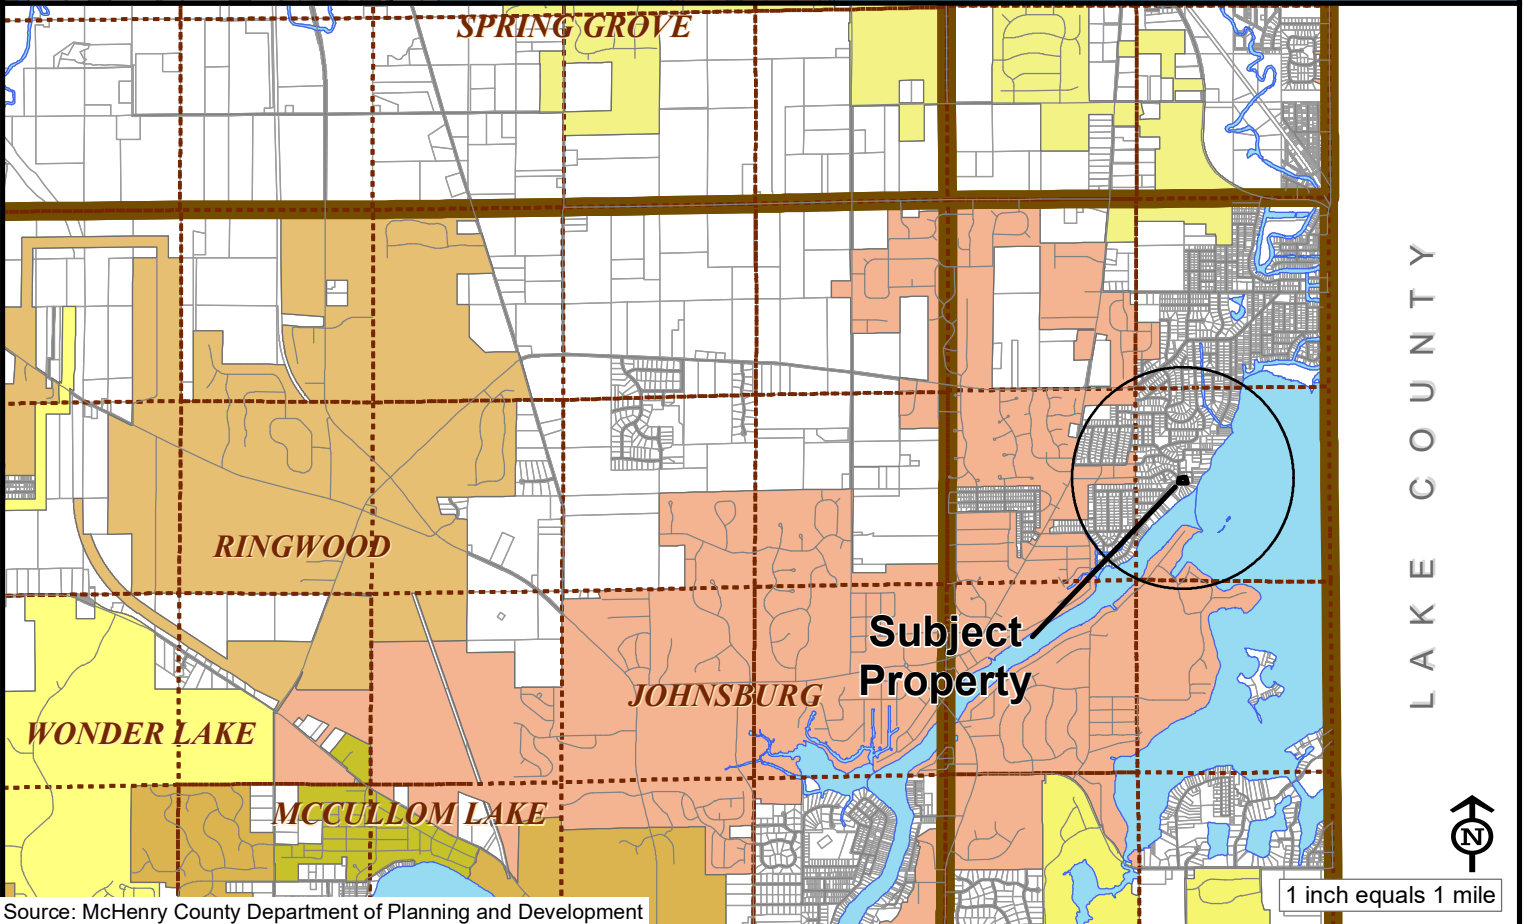 SPRING GROVE
LAKE COUNTY
RINGWOOD
Subject
Property
JOHNSBURG
WONDER LAKE
MCCULLOM LAKE
N
1 inch equals 1 mile
Source: McHenry County Department of Planning and Development